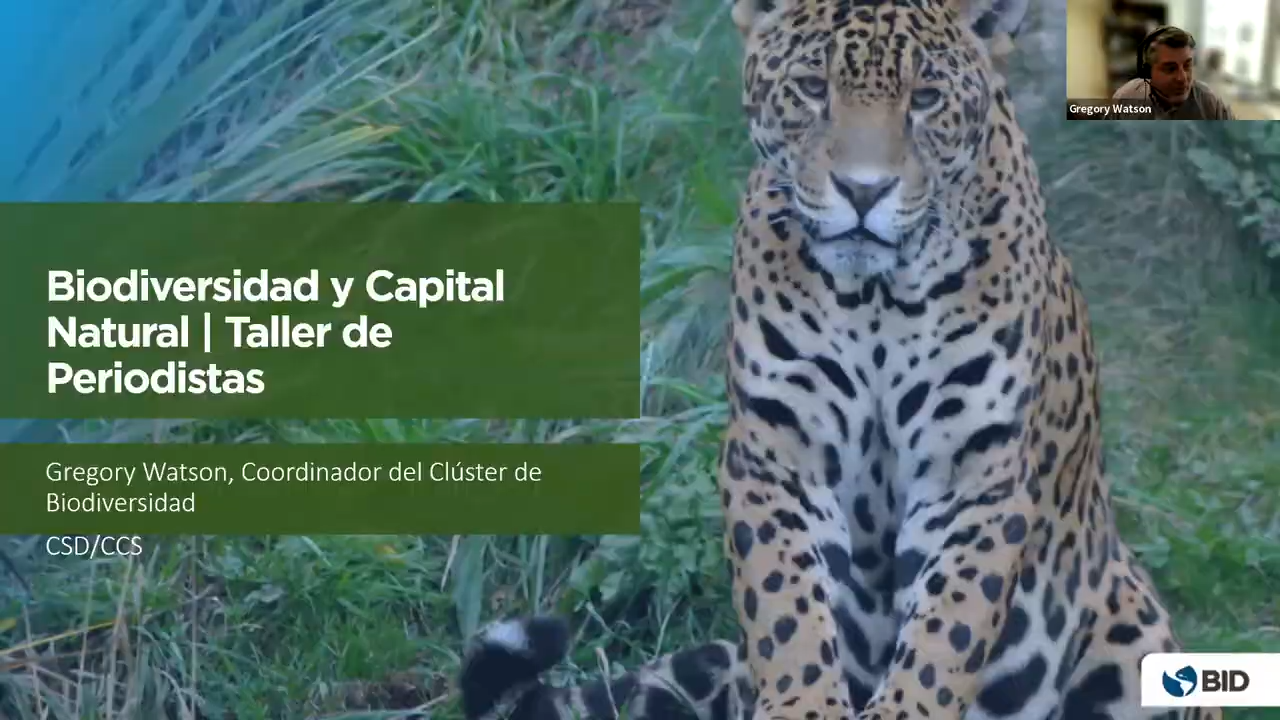 Gregory Watson
Biodiversidad y Capital
Natural | Taller de
Periodistas
Gregory Watson, Coordinador del Clúster de
Biodiversidad
CSD/CCS
BID